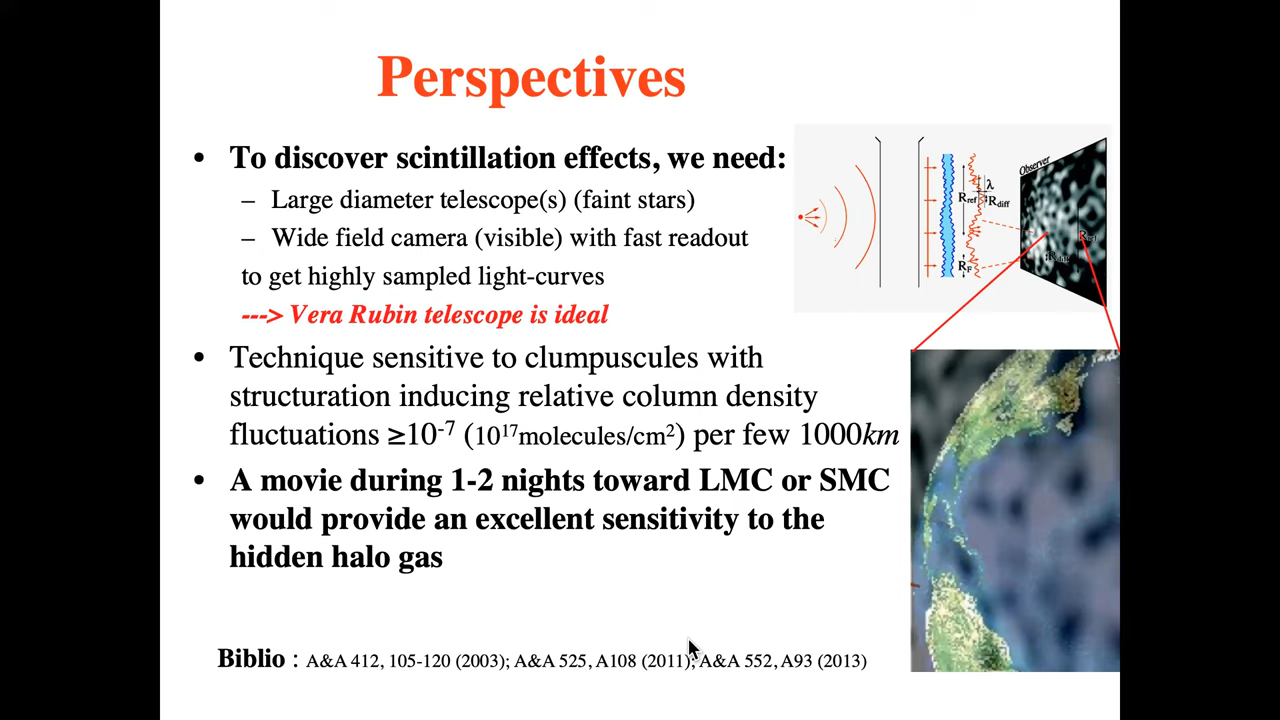 Perspectives
• To discover scintillation effects, we need:
– Large diameter telescope(s) (faint stars)
– Wide field camera (visible) with fast readout
to get highly sampled light-curves
---> Vera Rubin telescope is ideal
• Technique sensitive to clumpuscules with
structuration inducing relative column density
fluctuations ≥10⁻⁷ (10¹⁷molecules/cm²) per few 1000km
• A movie during 1-2 nights toward LMC or SMC
would provide an excellent sensitivity to the
hidden halo gas
Observer
λ
Rref
Rdiff
Rref
RF
Biblio : A&A 412, 105-120 (2003); A&A 525, A108 (2011); A&A 552, A93 (2013)